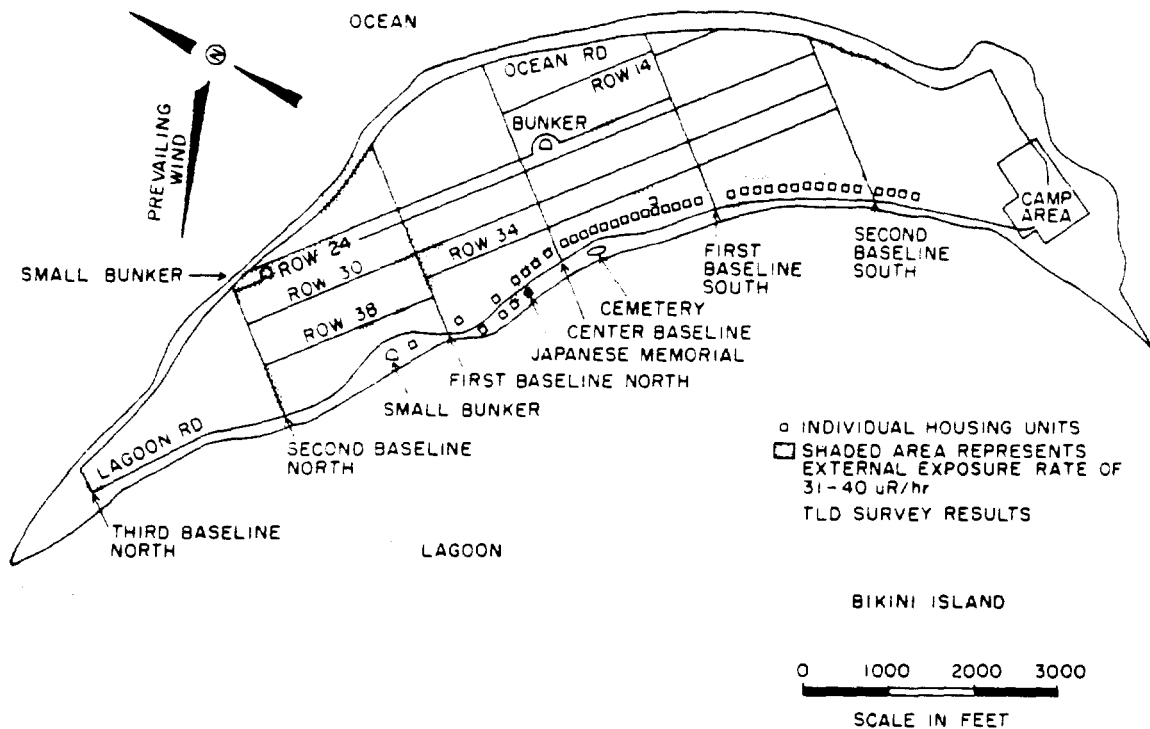 OCEAN
N
PREVAILING
WIND
OCEAN RD
ROW 14
BUNKER
SMALL BUNKER
ROW 24
ROW 30
ROW 34
ROW 38
CAMP
AREA
FIRST
BASELINE
SOUTH
SECOND
BASELINE
SOUTH
CEMETERY
CENTER BASELINE
JAPANESE MEMORIAL
FIRST BASELINE NORTH
SMALL BUNKER
SECOND BASELINE
NORTH
LAGOON RD
THIRD BASELINE
NORTH
LAGOON
INDIVIDUAL HOUSING UNITS
SHADED AREA REPRESENTS
EXTERNAL EXPOSURE RATE OF
31-40 uR/hr
TLD SURVEY RESULTS
BIKINI ISLAND
0 1000 2000 3000
SCALE IN FEET